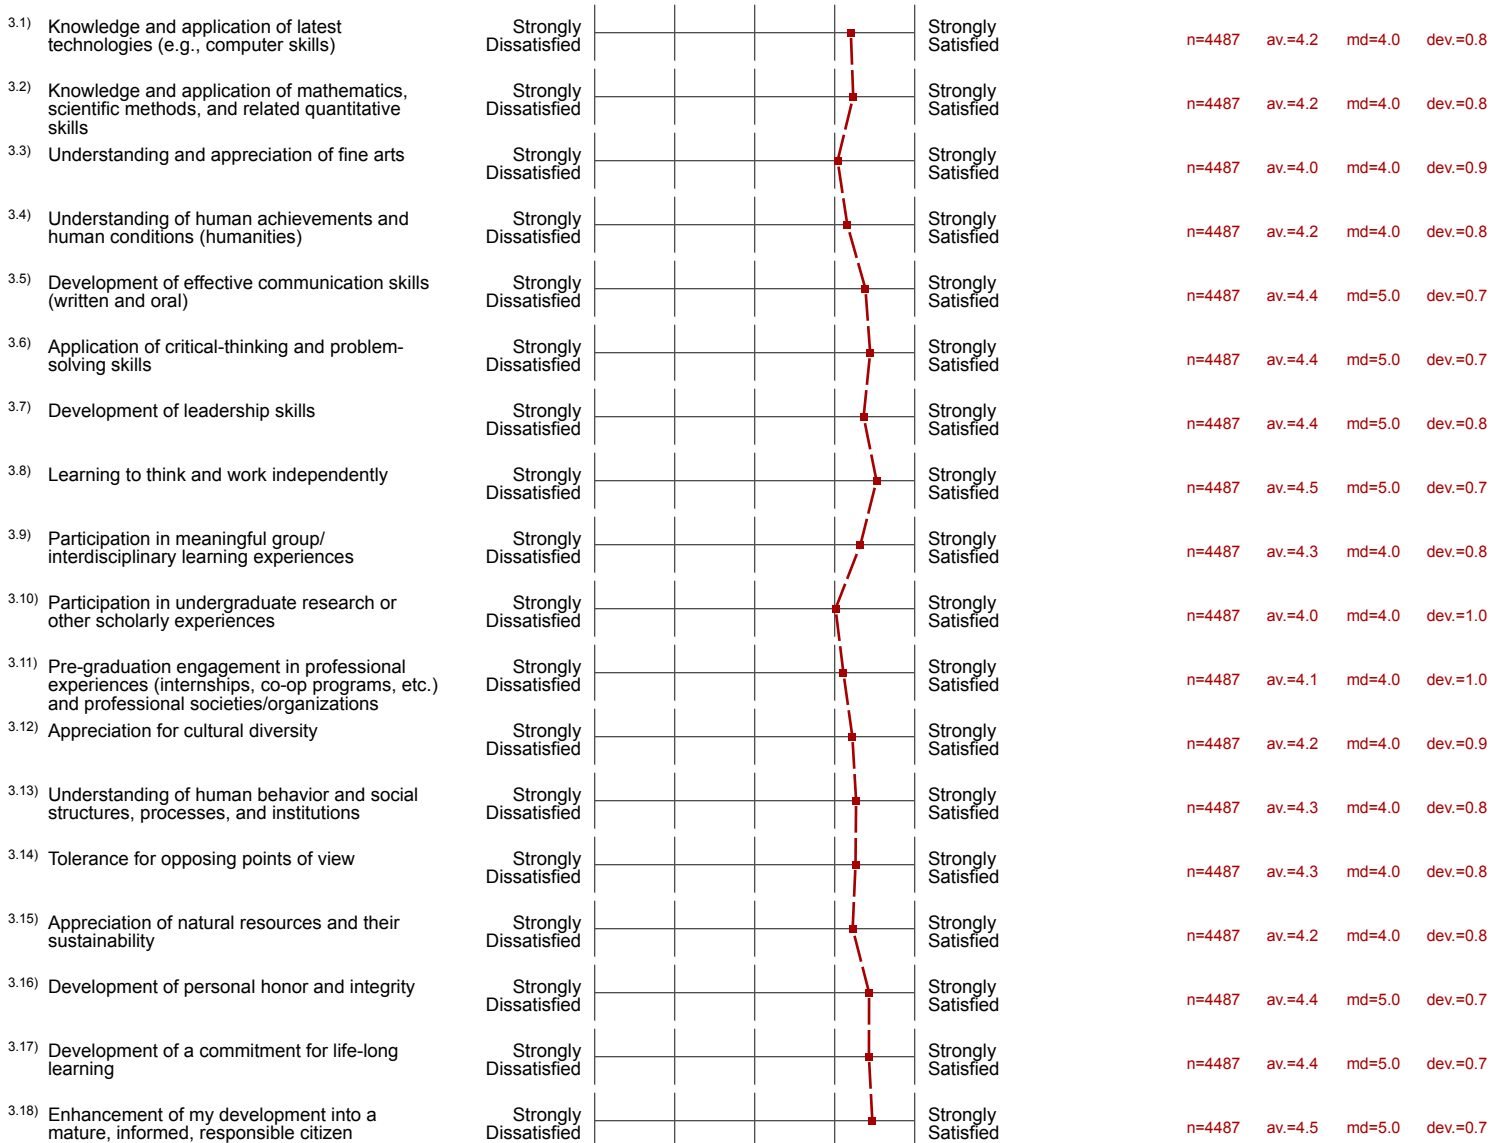 3.1) Knowledge and application of latest
technologies (e.g., computer skills)
Strongly
Dissatisfied
Strongly
Satisfied
n=4487 av.=4.2 md=4.0 dev.=0.8
3.2) Knowledge and application of mathematics,
scientific methods, and related quantitative
skills
Strongly
Dissatisfied
Strongly
Satisfied
n=4487 av.=4.2 md=4.0 dev.=0.8
3.3) Understanding and appreciation of fine arts
Strongly
Dissatisfied
Strongly
Satisfied
n=4487 av.=4.0 md=4.0 dev.=0.9
3.4) Understanding of human achievements and
human conditions (humanities)
Strongly
Dissatisfied
Strongly
Satisfied
n=4487 av.=4.2 md=4.0 dev.=0.8
3.5) Development of effective communication skills
(written and oral)
Strongly
Dissatisfied
Strongly
Satisfied
n=4487 av.=4.4 md=5.0 dev.=0.7
3.6) Application of critical-thinking and problem-
solving skills
Strongly
Dissatisfied
Strongly
Satisfied
n=4487 av.=4.4 md=5.0 dev.=0.7
3.7) Development of leadership skills
Strongly
Dissatisfied
Strongly
Satisfied
n=4487 av.=4.4 md=5.0 dev.=0.8
3.8) Learning to think and work independently
Strongly
Dissatisfied
Strongly
Satisfied
n=4487 av.=4.5 md=5.0 dev.=0.7
3.9) Participation in meaningful group/
interdisciplinary learning experiences
Strongly
Dissatisfied
Strongly
Satisfied
n=4487 av.=4.3 md=4.0 dev.=0.8
3.10) Participation in undergraduate research or
other scholarly experiences
Strongly
Dissatisfied
Strongly
Satisfied
n=4487 av.=4.0 md=4.0 dev.=1.0
3.11) Pre-graduation engagement in professional
experiences (internships, co-op programs, etc.)
and professional societies/organizations
Strongly
Dissatisfied
Strongly
Satisfied
n=4487 av.=4.1 md=4.0 dev.=1.0
3.12) Appreciation for cultural diversity
Strongly
Dissatisfied
Strongly
Satisfied
n=4487 av.=4.2 md=4.0 dev.=0.9
3.13) Understanding of human behavior and social
structures, processes, and institutions
Strongly
Dissatisfied
Strongly
Satisfied
n=4487 av.=4.3 md=4.0 dev.=0.8
3.14) Tolerance for opposing points of view
Strongly
Dissatisfied
Strongly
Satisfied
n=4487 av.=4.3 md=4.0 dev.=0.8
3.15) Appreciation of natural resources and their
sustainability
Strongly
Dissatisfied
Strongly
Satisfied
n=4487 av.=4.2 md=4.0 dev.=0.8
3.16) Development of personal honor and integrity
Strongly
Dissatisfied
Strongly
Satisfied
n=4487 av.=4.4 md=5.0 dev.=0.7
3.17) Development of a commitment for life-long
learning
Strongly
Dissatisfied
Strongly
Satisfied
n=4487 av.=4.4 md=5.0 dev.=0.7
3.18) Enhancement of my development into a
mature, informed, responsible citizen
Strongly
Dissatisfied
Strongly
Satisfied
n=4487 av.=4.5 md=5.0 dev.=0.7